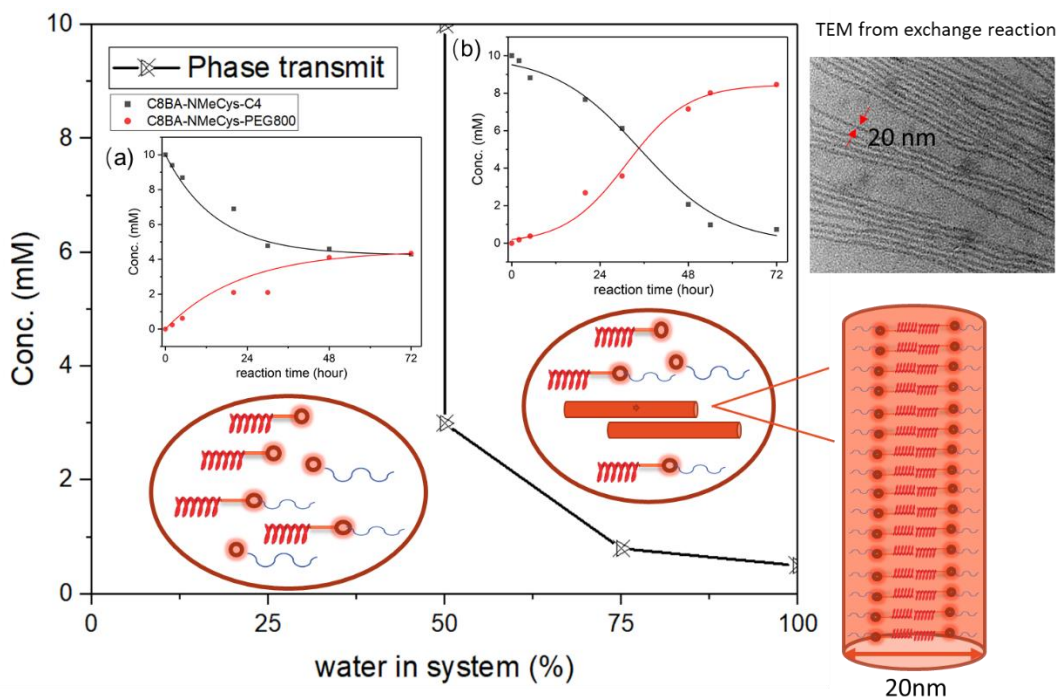 TEM from exchange reaction
20 nm
Phase transmit
C8BA-NMeCys-C4
C8BA-NMeCys-PEG800
(a)
Conc. (mM)
10
8
6
4
2
0
0
24
48
72
reaction time (hour)
(b)
Conc. (mM)
10
8
6
4
2
0
0
24
48
72
reaction time (hour)
Conc. (mM)
10
8
6
4
2
0
0
25
50
75
100
water in system (%)
20nm